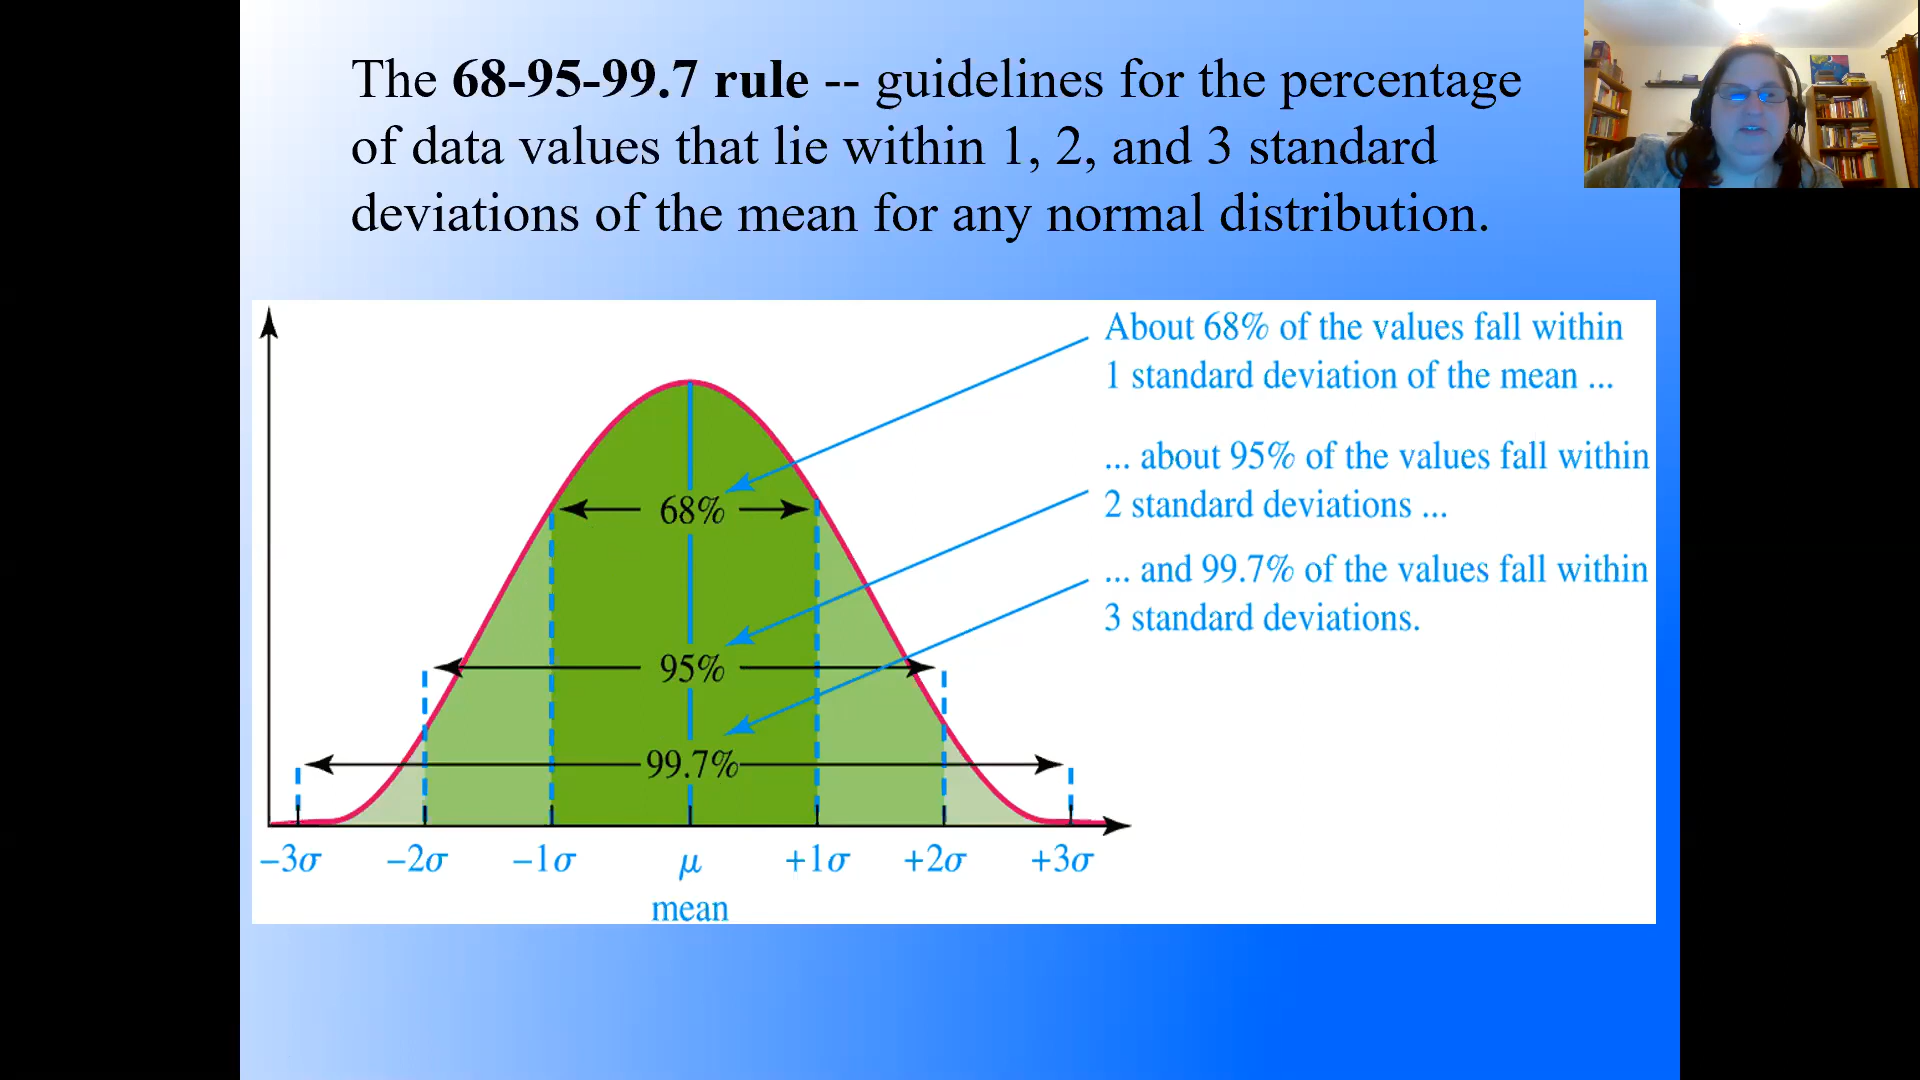 The 68-95-99.7 rule -- guidelines for the percentage
of data values that lie within 1, 2, and 3 standard
deviations of the mean for any normal distribution.
About 68% of the values fall within
1 standard deviation of the mean ...
... about 95% of the values fall within
2 standard deviations ...
... and 99.7% of the values fall within
3 standard deviations.
68%
95%
99.7%
–3σ –2σ –1σ μ +1σ +2σ +3σ
mean